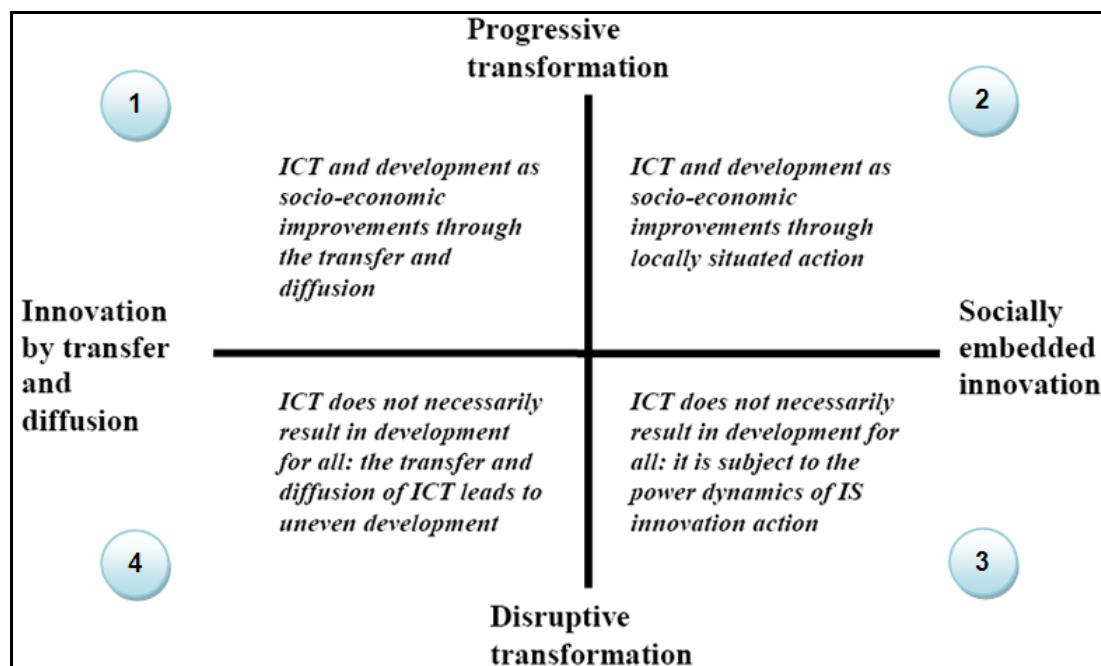 Progressive
transformation
1
2
ICT and development as
socio-economic
improvements through
the transfer and
diffusion
ICT and development as
socio-economic
improvements through
locally situated action
Innovation
by transfer
and
diffusion
Socially
embedded
innovation
ICT does not necessarily
result in development
for all: the transfer and
diffusion of ICT leads to
uneven development
ICT does not necessarily
result in development for
all: it is subject to the
power dynamics of IS
innovation action
4
3
Disruptive
transformation